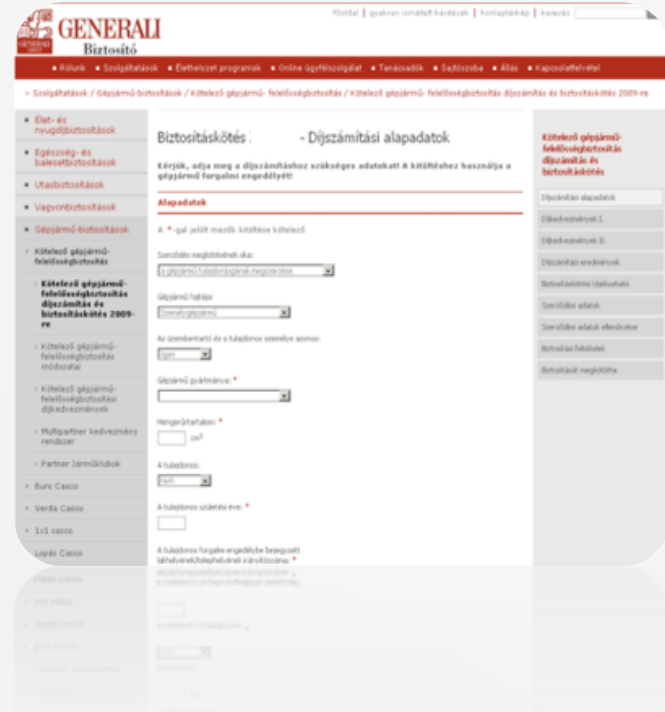 főoldal | gyakran ismételt kérdések | honlaptérkép | keresés
GENERALI
Biztosító
Rólunk ▪ Szolgáltatások ▪ Élethelyzet programok ▪ Online ügyfélszolgálat ▪ Tanácsadók ▪ Sajtószoba ▪ Állás ▪ Kapcsolatfelvétel
Szolgáltatások / Gépjármű-biztosítások / Kötelező gépjármű- felelősségbiztosítás / Kötelező gépjármű- felelősségbiztosítás díjszámítás és biztosításkötés 2009-re
Élet- és
nyugdíjbiztosítások
Egészség- és
balesetbiztosítások
Utasbiztosítások
Vagyonbiztosítások
Gépjármű-biztosítások
Kötelező gépjármű-
felelősségbiztosítás
Kötelező gépjármű-
felelősségbiztosítás
díjszámítás és
biztosításkötés 2009-
re
Kötelező gépjármű-
felelősségbiztosítás
módozatai
Kötelező gépjármű-
felelősségbiztosítási
díjkedvezmények
Multipartner kedvezmény
rendszer
Partner Járműklubok
Euro Casco
Verda Casco
1x1 casco
Lopás Casco
Biztosításkötés - Díjszámítási alapadatok
Kérjük, adja meg a díjszámításhoz szükséges adatokat! A kitöltéshez használja a
gépjármű forgalmi engedélyét!
Alapadatok
A *-gal jelölt mezők kitöltése kötelező
Szerződés megkötésének oka:
a gépjármű tulajdonjogának megszerzése
Gépjármű fajtája:
Személygépjármű
Az üzembentartó és a tulajdonos személye azonos:
igen
Gépjármű gyártmánya: *
Hengerűrtartalom: *
cm³
A tulajdonos:
A tulajdonos születési éve: *
A tulajdonos forgalmi engedélybe bejegyzett
lakhelyének/telephelyének irányítószáma: *
Kötelező gépjármű-
felelősségbiztosítás
díjszámítás és
biztosításkötés
Díjszámítási alapadatok
Díjkedvezmények I.
Díjkedvezmények II.
Díjszámítási eredmények
Biztosításkötési tájékoztató
Szerződési adatok
Szerződési adatok ellenőrzése
Biztosítási feltételek
Biztosítását megkötötte